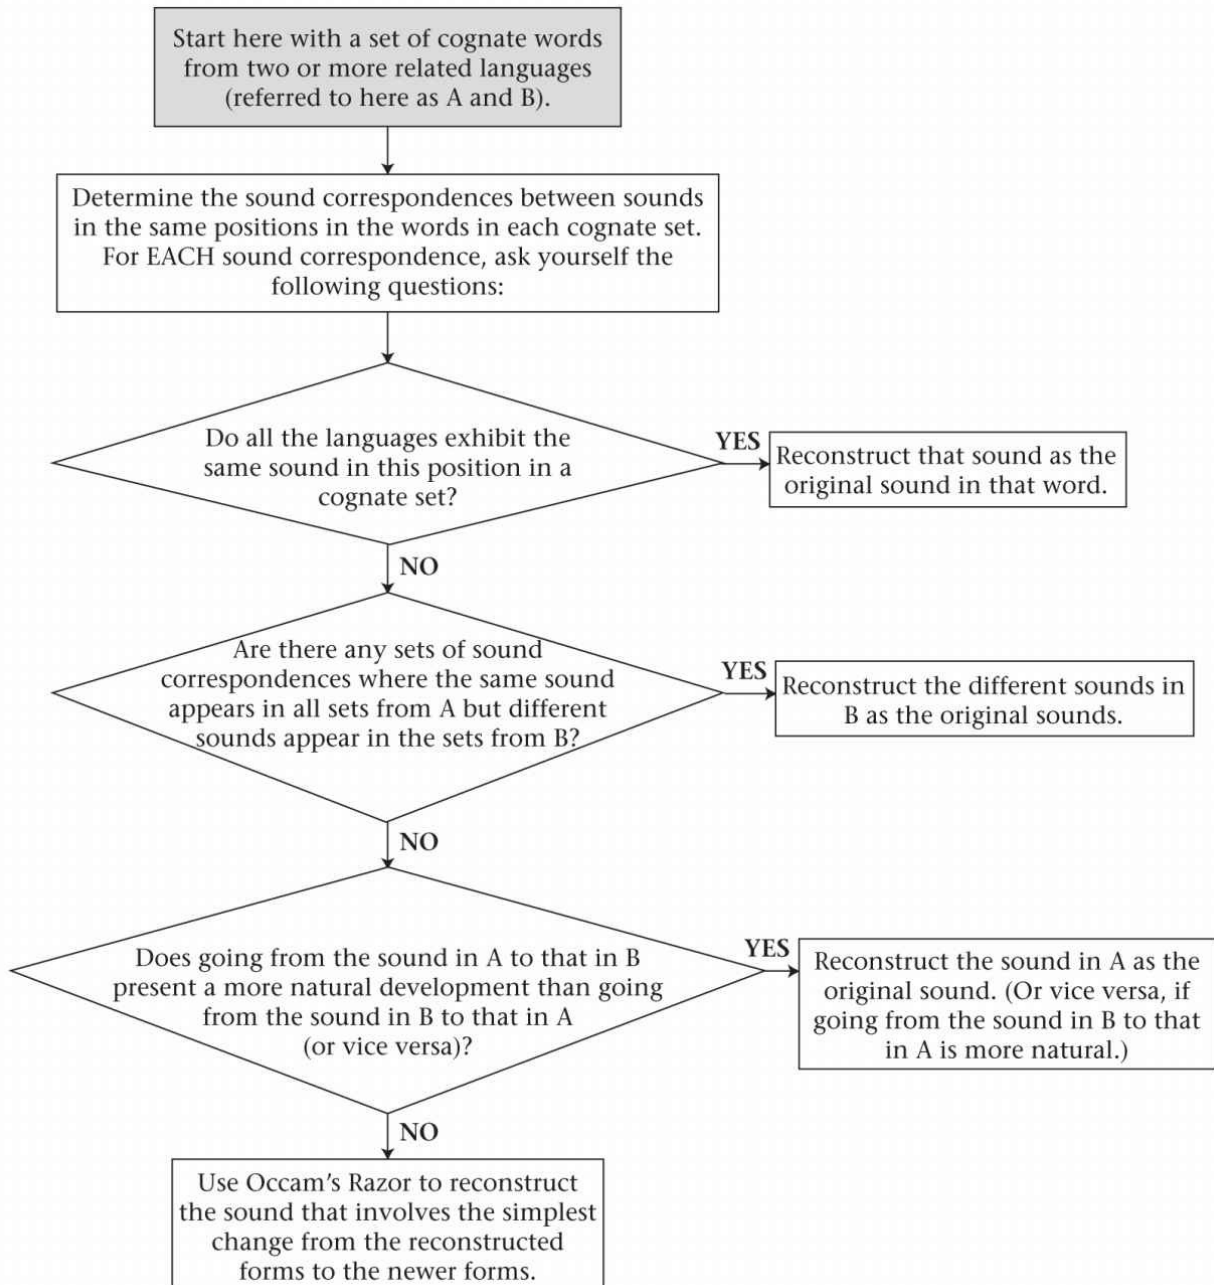 Start here with a set of cognate words
from two or more related languages
(referred to here as A and B).
Determine the sound correspondences between sounds
in the same positions in the words in each cognate set.
For EACH sound correspondence, ask yourself the
following questions:
Do all the languages exhibit the
same sound in this position in a
cognate set?
YES
Reconstruct that sound as the
original sound in that word.
NO
Are there any sets of sound
correspondences where the same sound
appears in all sets from A but different
sounds appear in the sets from B?
YES
Reconstruct the different sounds in
B as the original sounds.
NO
Does going from the sound in A to that in B
present a more natural development than going
from the sound in B to that in A
(or vice versa)?
YES
Reconstruct the sound in A as the
original sound. (Or vice versa, if
going from the sound in B to that
in A is more natural.)
NO
Use Occam's Razor to reconstruct
the sound that involves the simplest
change from the reconstructed
forms to the newer forms.